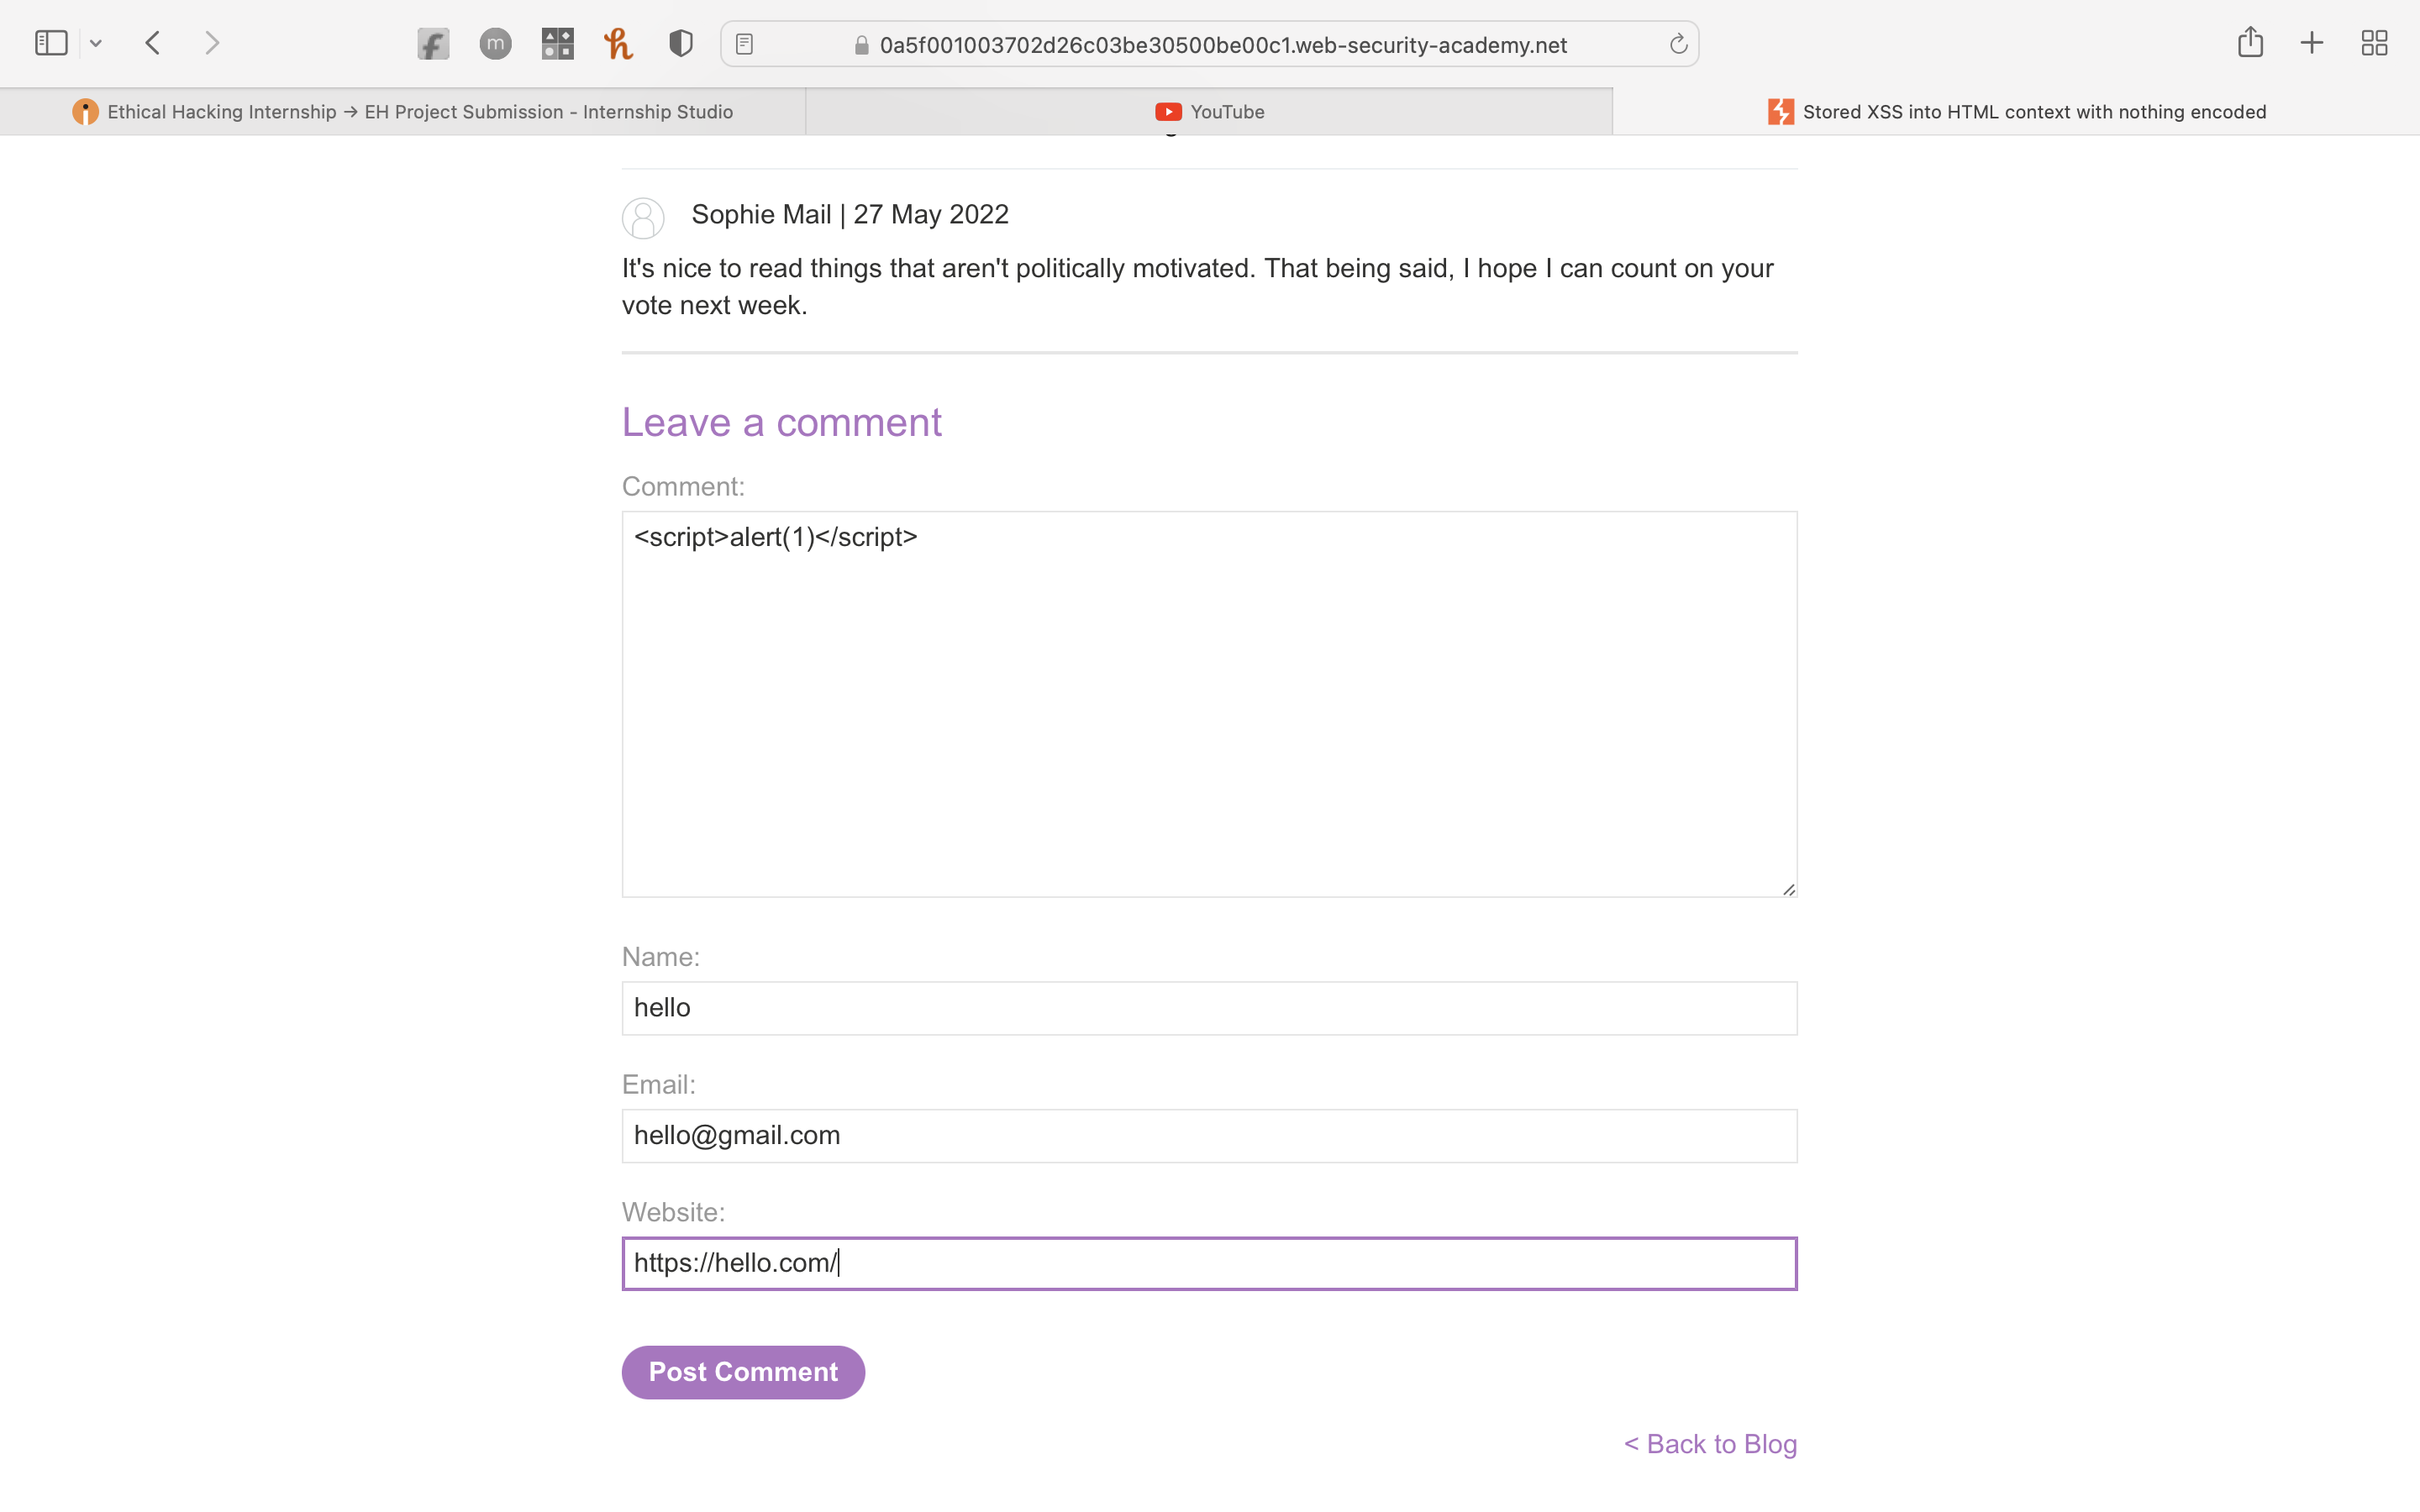 0a5f001003702d26c03be30500be00c1.web-security-academy.net
Ethical Hacking Internship → EH Project Submission - Internship Studio
YouTube
Stored XSS into HTML context with nothing encoded
Sophie Mail | 27 May 2022
It's nice to read things that aren't politically motivated. That being said, I hope I can count on your
vote next week.
Leave a comment
Comment:
<script>alert(1)</script>
Name:
hello
Email:
hello@gmail.com
Website:
https://hello.com/
Post Comment
< Back to Blog